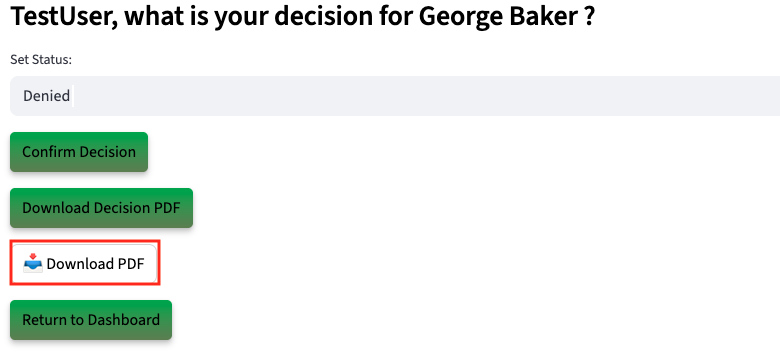 TestUser, what is your decision for George Baker ?
Set Status:
Denied
Confirm Decision
Download Decision PDF
Download PDF
Return to Dashboard